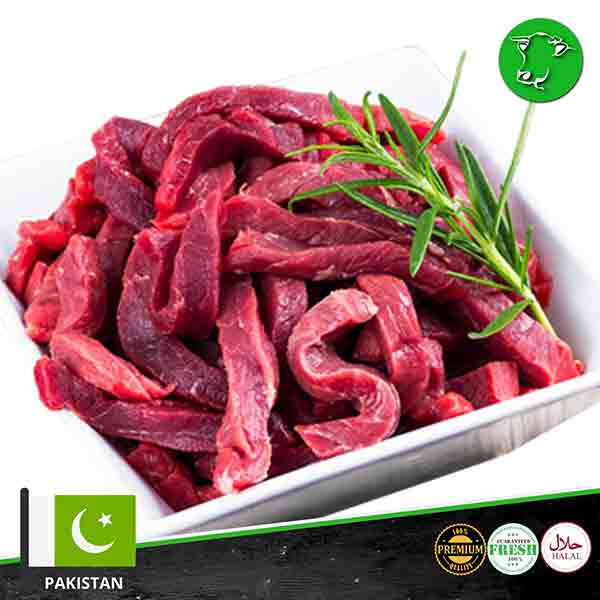 PAKISTAN
100%
PREMIUM
QUALITY
GUARANTEED
FRESH
100%
حلال
HALAL